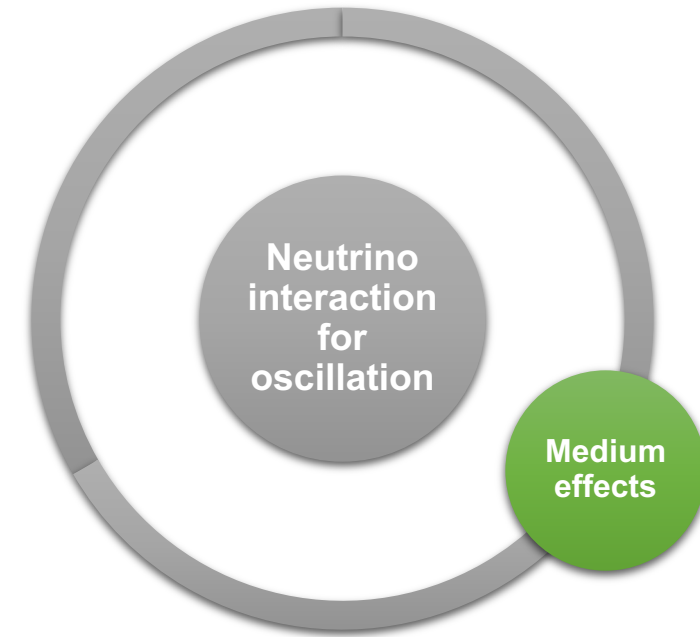 Neutrino
interaction
for
oscillation
Medium
effects